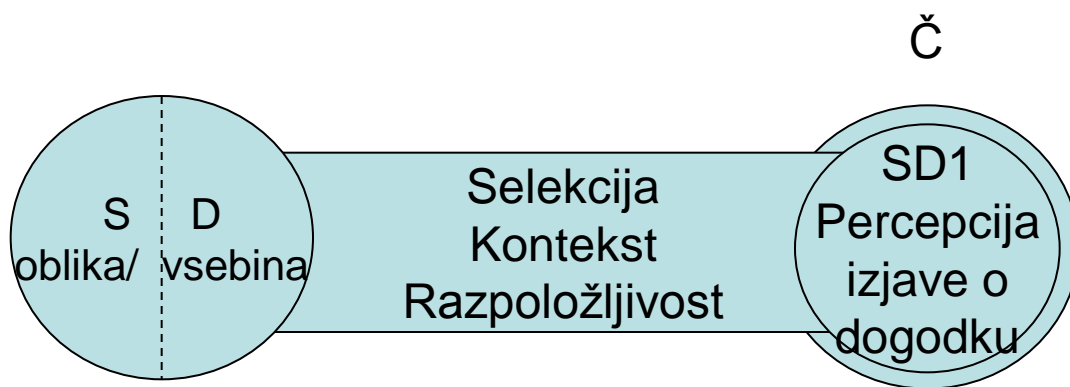 Č
S D
oblika/ vsebina
Selekcija
Kontekst
Razpoložljivost
SD1
Percepcija
izjave o
dogodku